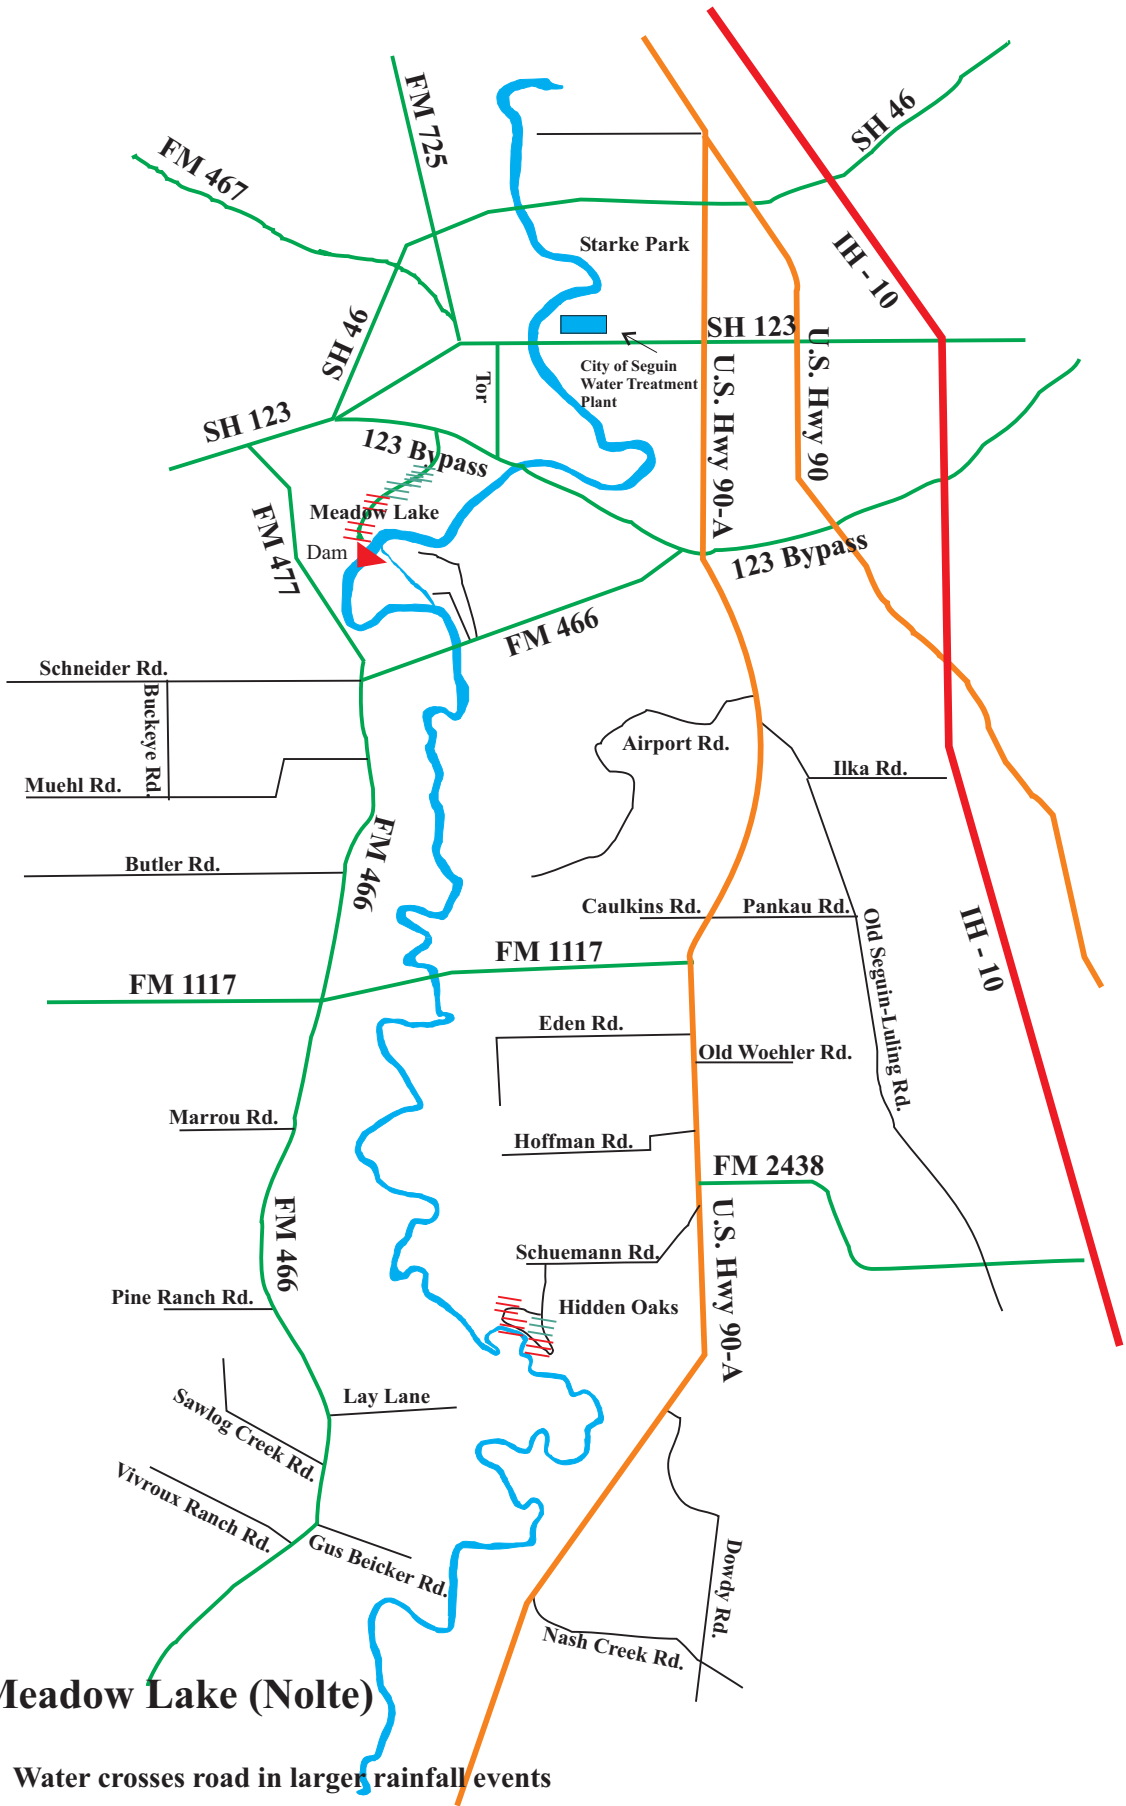 FM 725
SH 46
FM 467
Starke Park
IH - 10
SH 46
SH 123
U.S. Hwy 90
City of Seguin
Water Treatment
Plant
Tor
U.S. Hwy 90-A
SH 123
123 Bypass
Meadow Lake
FM 477
Dam
123 Bypass
FM 466
Schneider Rd.
Buckeye Rd.
Airport Rd.
Ilka Rd.
Muehl Rd.
FM 466
Butler Rd.
Caulkins Rd.
Pankau Rd.
Old Seguin-Luling Rd.
IH - 10
FM 1117
FM 1117
Eden Rd.
Old Woehler Rd.
Marrou Rd.
Hoffman Rd.
FM 2438
FM 466
U.S. Hwy 90-A
Schuemann Rd.
Pine Ranch Rd.
Hidden Oaks
Lay Lane
Sawlog Creek Rd.
Vivroux Ranch Rd.
Gus Beicker Rd.
Dowdy Rd.
Nash Creek Rd.
Meadow Lake (Nolte)
Water crosses road in larger rainfall events